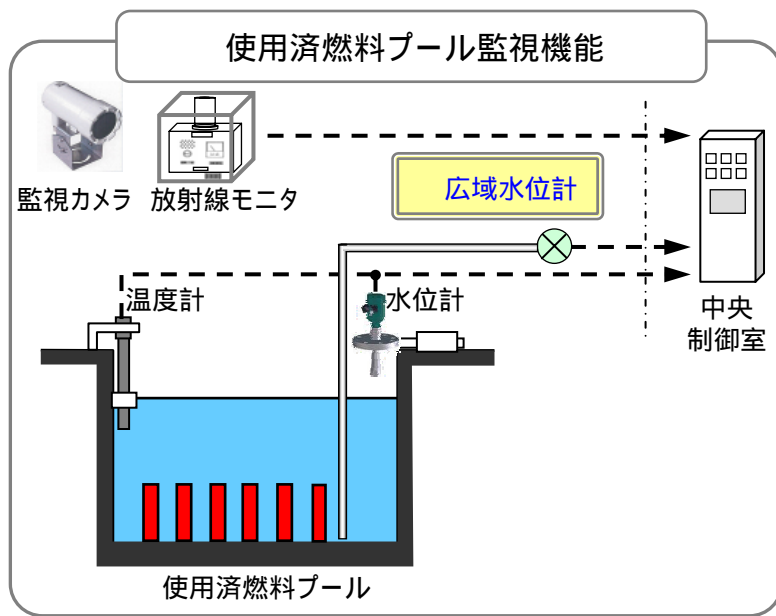 使用済燃料プール監視機能
監視カメラ
放射線モニタ
広域水位計
温度計
水位計
中央
制御室
使用済燃料プール